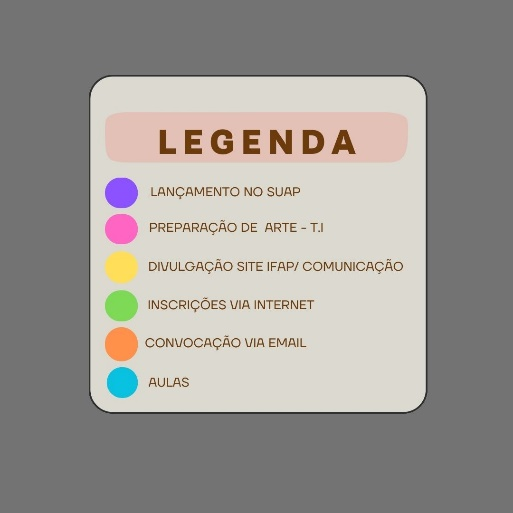 LEGENDA
LANÇAMENTO NO SUAP
PREPARAÇÃO DE ARTE - T.I
DIVULGAÇÃO SITE IFAP/ COMUNICAÇÃO
INSCRIÇÕES VIA INTERNET
CONVOCAÇÃO VIA EMAIL
AULAS